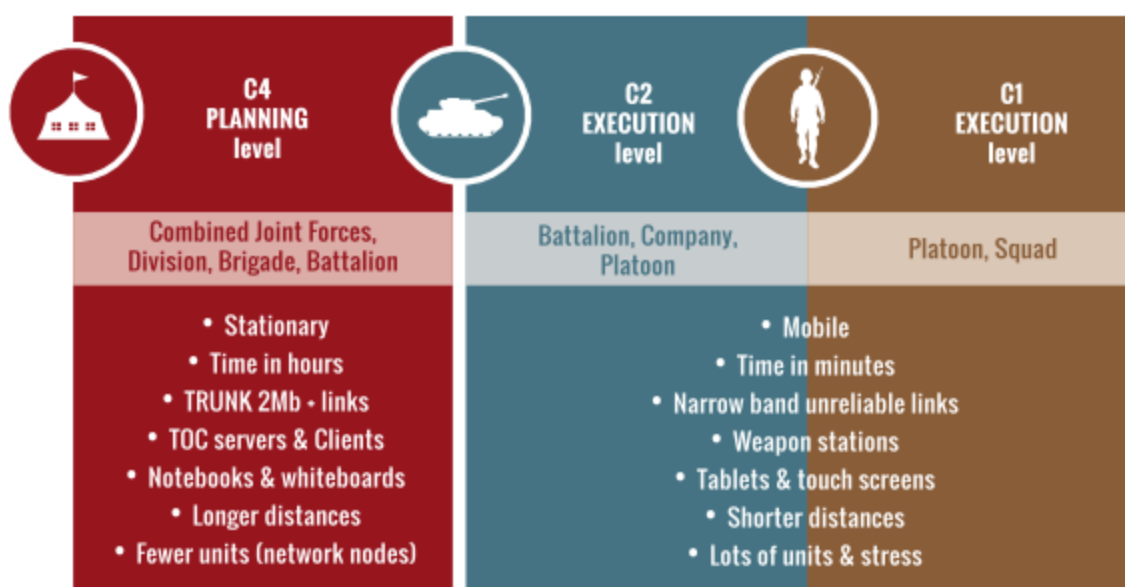 C4
PLANNING
level
Combined Joint Forces,
Division, Brigade, Battalion
• Stationary
• Time in hours
• TRUNK 2Mb + links
• TOC servers & Clients
• Notebooks & whiteboards
• Longer distances
• Fewer units (network nodes)
C2
EXECUTION
level
Battalion, Company,
Platoon
C1
EXECUTION
level
Platoon, Squad
• Mobile
• Time in minutes
• Narrow band unreliable links
• Weapon stations
• Tablets & touch screens
• Shorter distances
• Lots of units & stress